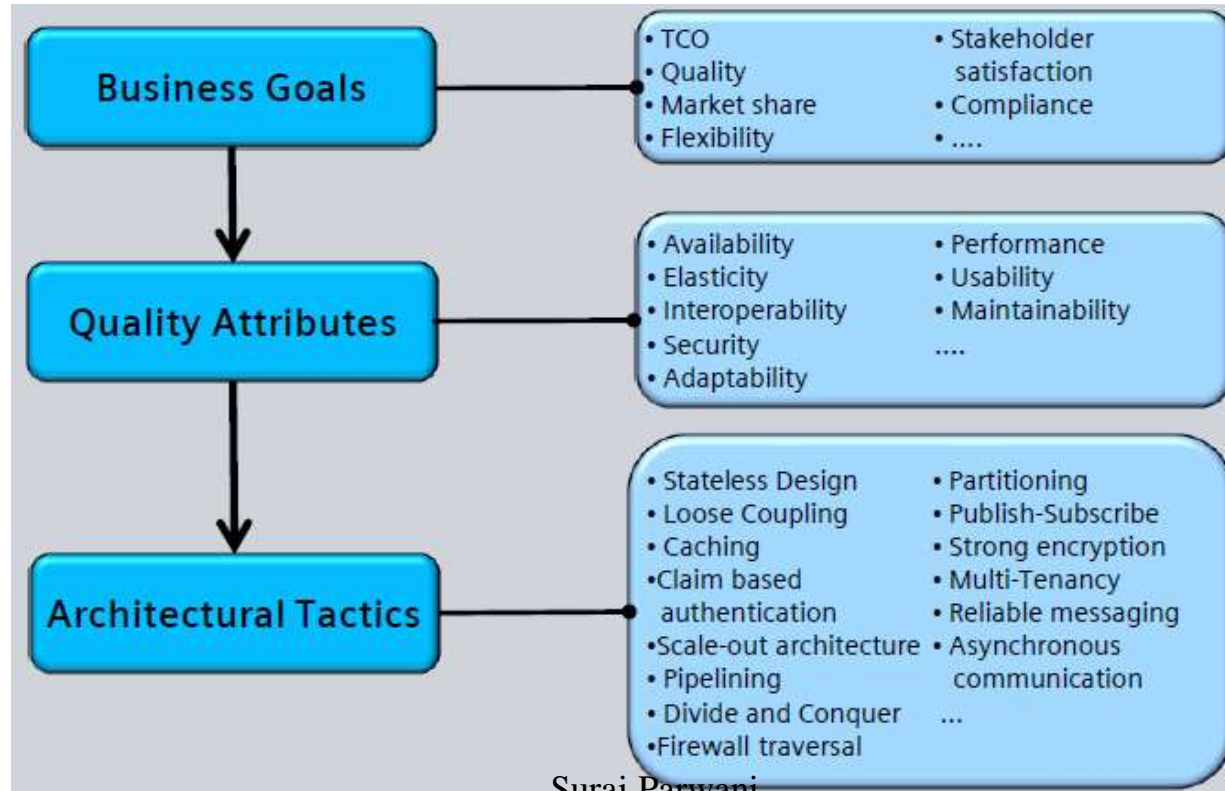 Business Goals
• TCO
• Quality
• Market share
• Flexibility
• Stakeholder
satisfaction
• Compliance
• ....
Quality Attributes
• Availability
• Elasticity
• Interoperability
• Security
• Adaptability
• Performance
• Usability
• Maintainability
....
Architectural Tactics
• Stateless Design
• Loose Coupling
• Caching
•Claim based
authentication
•Scale-out architecture
• Pipelining
• Divide and Conquer
•Firewall traversal
• Partitioning
• Publish-Subscribe
• Strong encryption
• Multi-Tenancy
• Reliable messaging
• Asynchronous
communication
...
Suraj Parwani